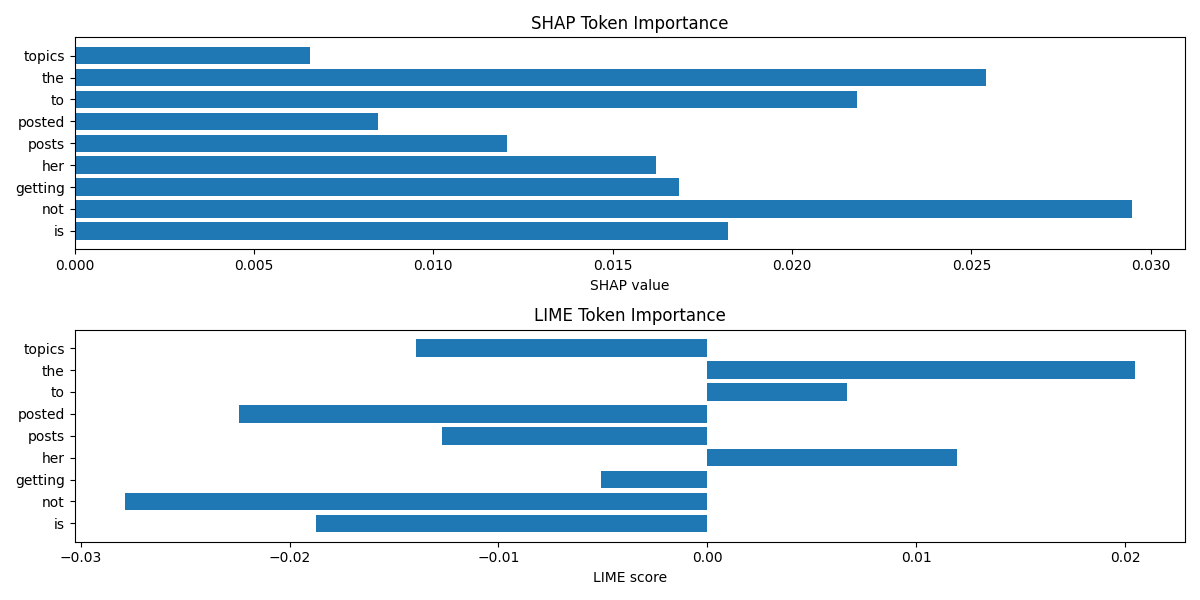 SHAP Token Importance
topics
the
to
posted
posts
her
getting
not
is
0.000 0.005 0.010 0.015 0.020 0.025 0.030
SHAP value
LIME Token Importance
topics
the
to
posted
posts
her
getting
not
is
−0.03 −0.02 −0.01 0.00 0.01 0.02
LIME score